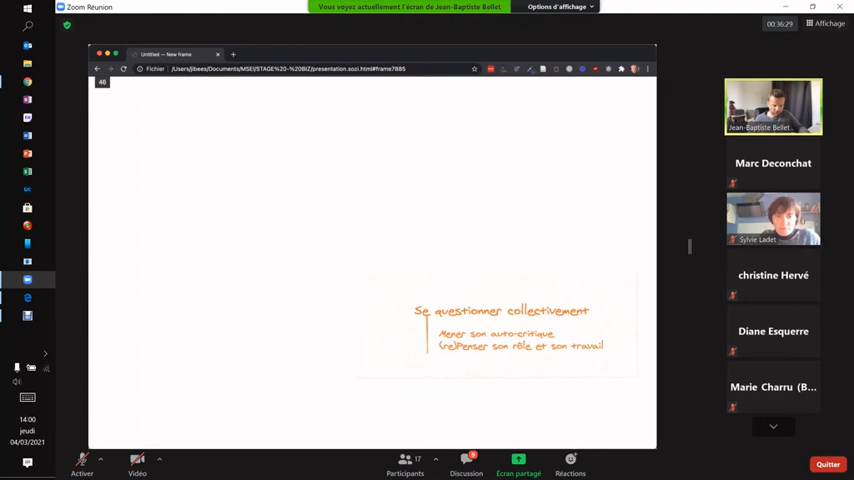 Zoom Réunion
Vous voyez actuellement l'écran de Jean-Baptiste Bellet
Options d'affichage
00:36:29
Affichage
Untitled — New frame
Fichier
/Users/jibees/Documents/MSEI/STAGE%20-%20BIZ/presentation.sozi.html#frame7885
46
Se questionner collectivement
Mener son auto-critique
(re)Penser son rôle et son travail
Jean-Baptiste Bellet
Marc Deconchat
Sylvie Ladet
christine Hervé
Diane Esquerre
Marie Charru (B...
14:00
jeudi
04/03/2021
Activer
Vidéo
17
Participants
9
Discussion
Écran partagé
Réactions
Quitter